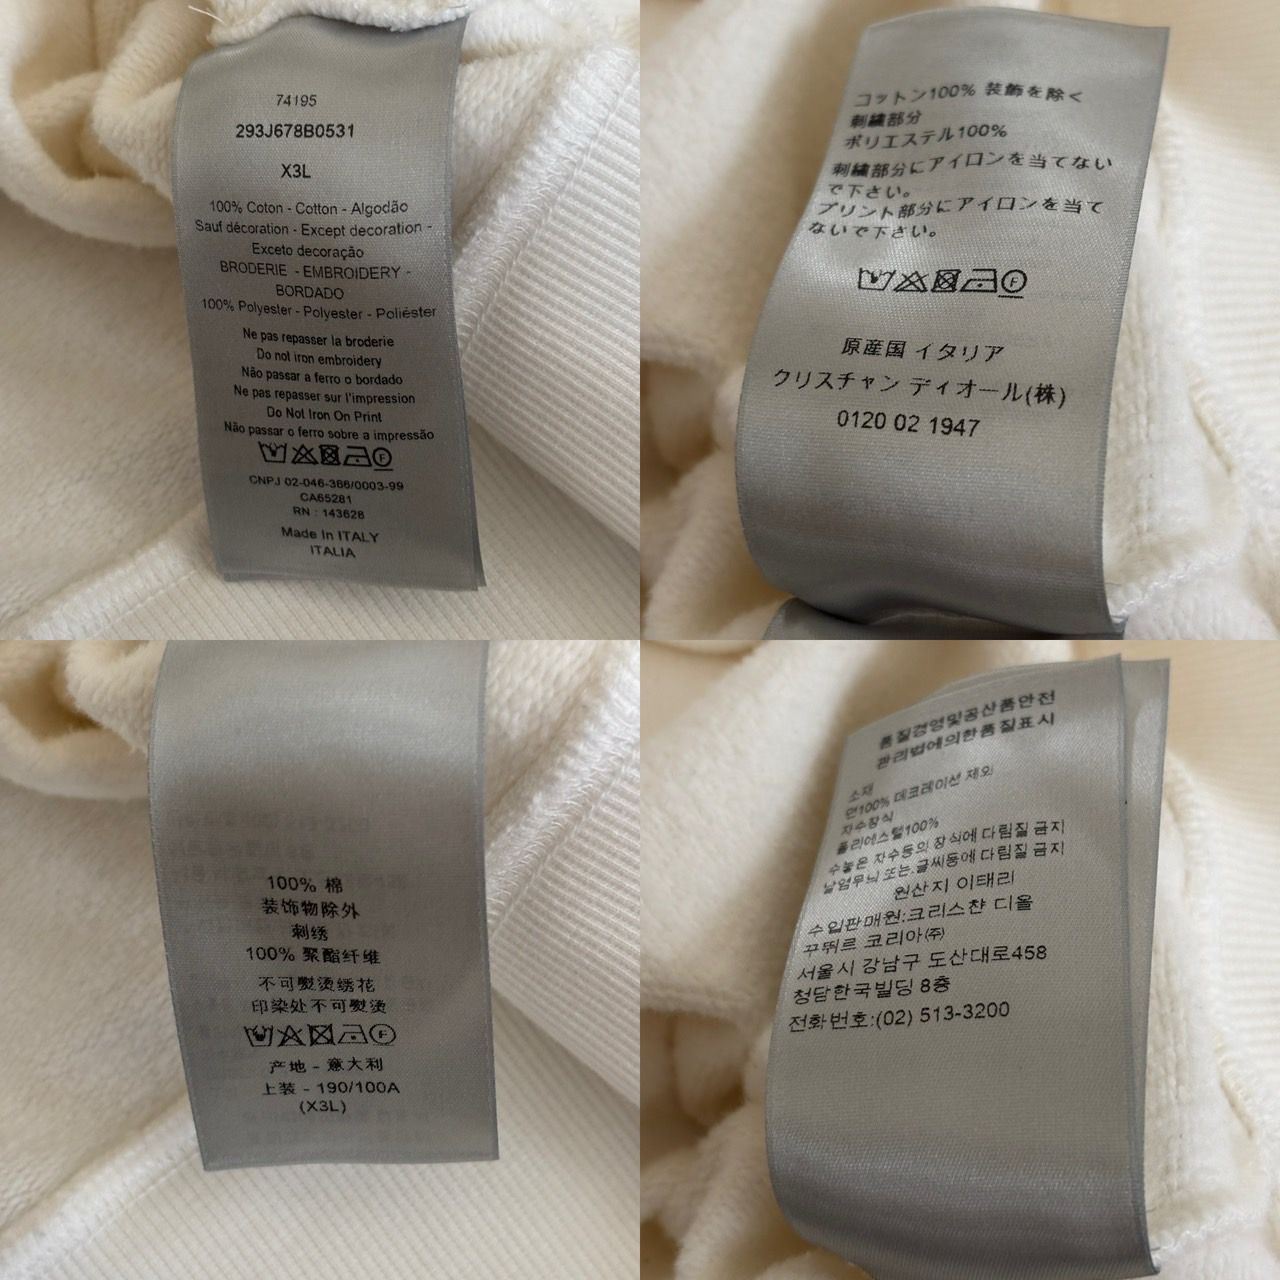 74195
293J678B0531
X3L
100% Coton - Cotton - Algodão
Sauf décoration - Except decoration -
Exceto decoração
BRODERIE - EMBROIDERY -
BORDADO
100% Polyester - Polyester - Poliéster
Ne pas repasser la broderie
Do not iron embroidery
Não passar a ferro o bordado
Ne pas repasser sur l'impression
Do Not Iron On Print
Não passar o ferro sobre a impressão
F
CNPJ 02-046-366/0003-99
CA65281
RN : 143628
Made In ITALY
ITALIA
コットン100% 装飾を除く
刺繍部分
ポリエステル100%
刺繍部分にアイロンを当てない
で下さい。
プリント部分にアイロンを当て
ないで下さい。
F
原産国 イタリア
クリスチャン ディオール(株)
0120 02 1947
100% 棉
装饰物除外
刺绣
100% 聚酯纤维
不可熨烫绣花
印染处不可熨烫
F
产地 - 意大利
上装 - 190/100A
(X3L)
품질경영및공산품안전
관리법에의한품질표시
소재
면100% 데코레이션 제외
자수장식
폴리에스텔100%
수놓은 자수등의 장식에 다림질 금지
날염무늬 또는.글씨등에 다림질 금지
원산지 이태리
수입판매원:크리스챤 디올
꾸뛰르 코리아㈜
서울시 강남구 도산대로458
청담한국빌딩 8층
전화번호:(02) 513-3200